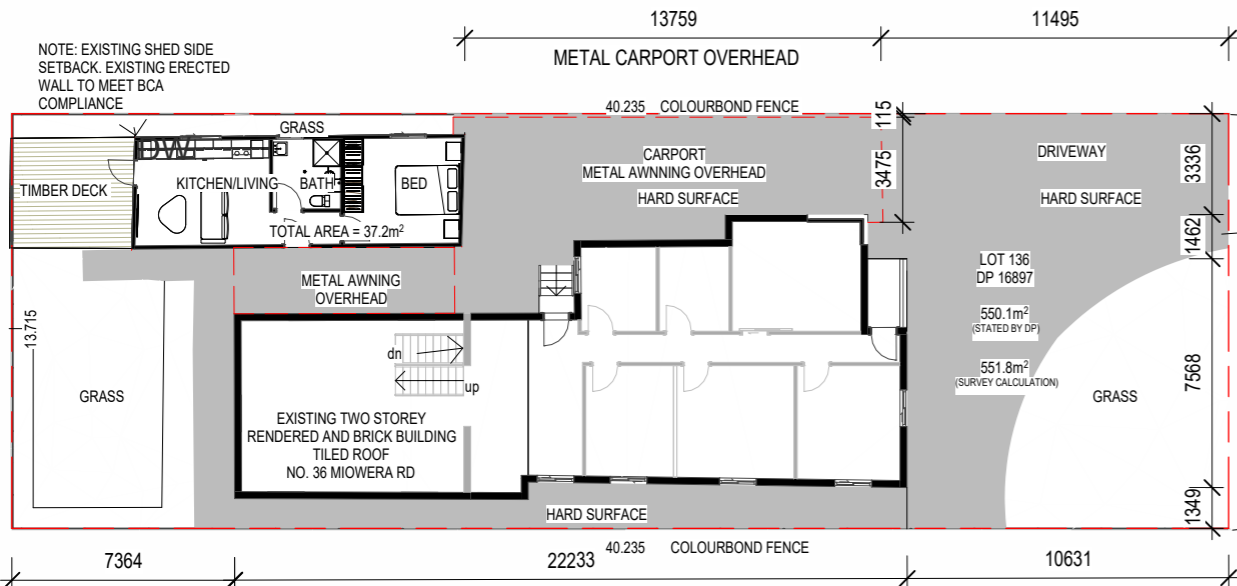 13759
11495
METAL CARPORT OVERHEAD
NOTE: EXISTING SHED SIDE
SETBACK. EXISTING ERECTED
WALL TO MEET BCA
COMPLIANCE
40.235 COLOURBOND FENCE
115
GRASS
CARPORT
METAL AWNNING OVERHEAD
HARD SURFACE
3475
DRIVEWAY
HARD SURFACE
3336
TIMBER DECK
KITCHEN/LIVING
BATH
BED
TOTAL AREA = 37.2m²
1462
METAL AWNING
OVERHEAD
LOT 136
DP 16897
550.1m²
(STATED BY DP)
551.8m²
(SURVEY CALCULATION)
13.715
dn
up
7568
GRASS
GRASS
EXISTING TWO STOREY
RENDERED AND BRICK BUILDING
TILED ROOF
NO. 36 MIOWERA RD
HARD SURFACE
1349
40.235 COLOURBOND FENCE
7364
22233
10631